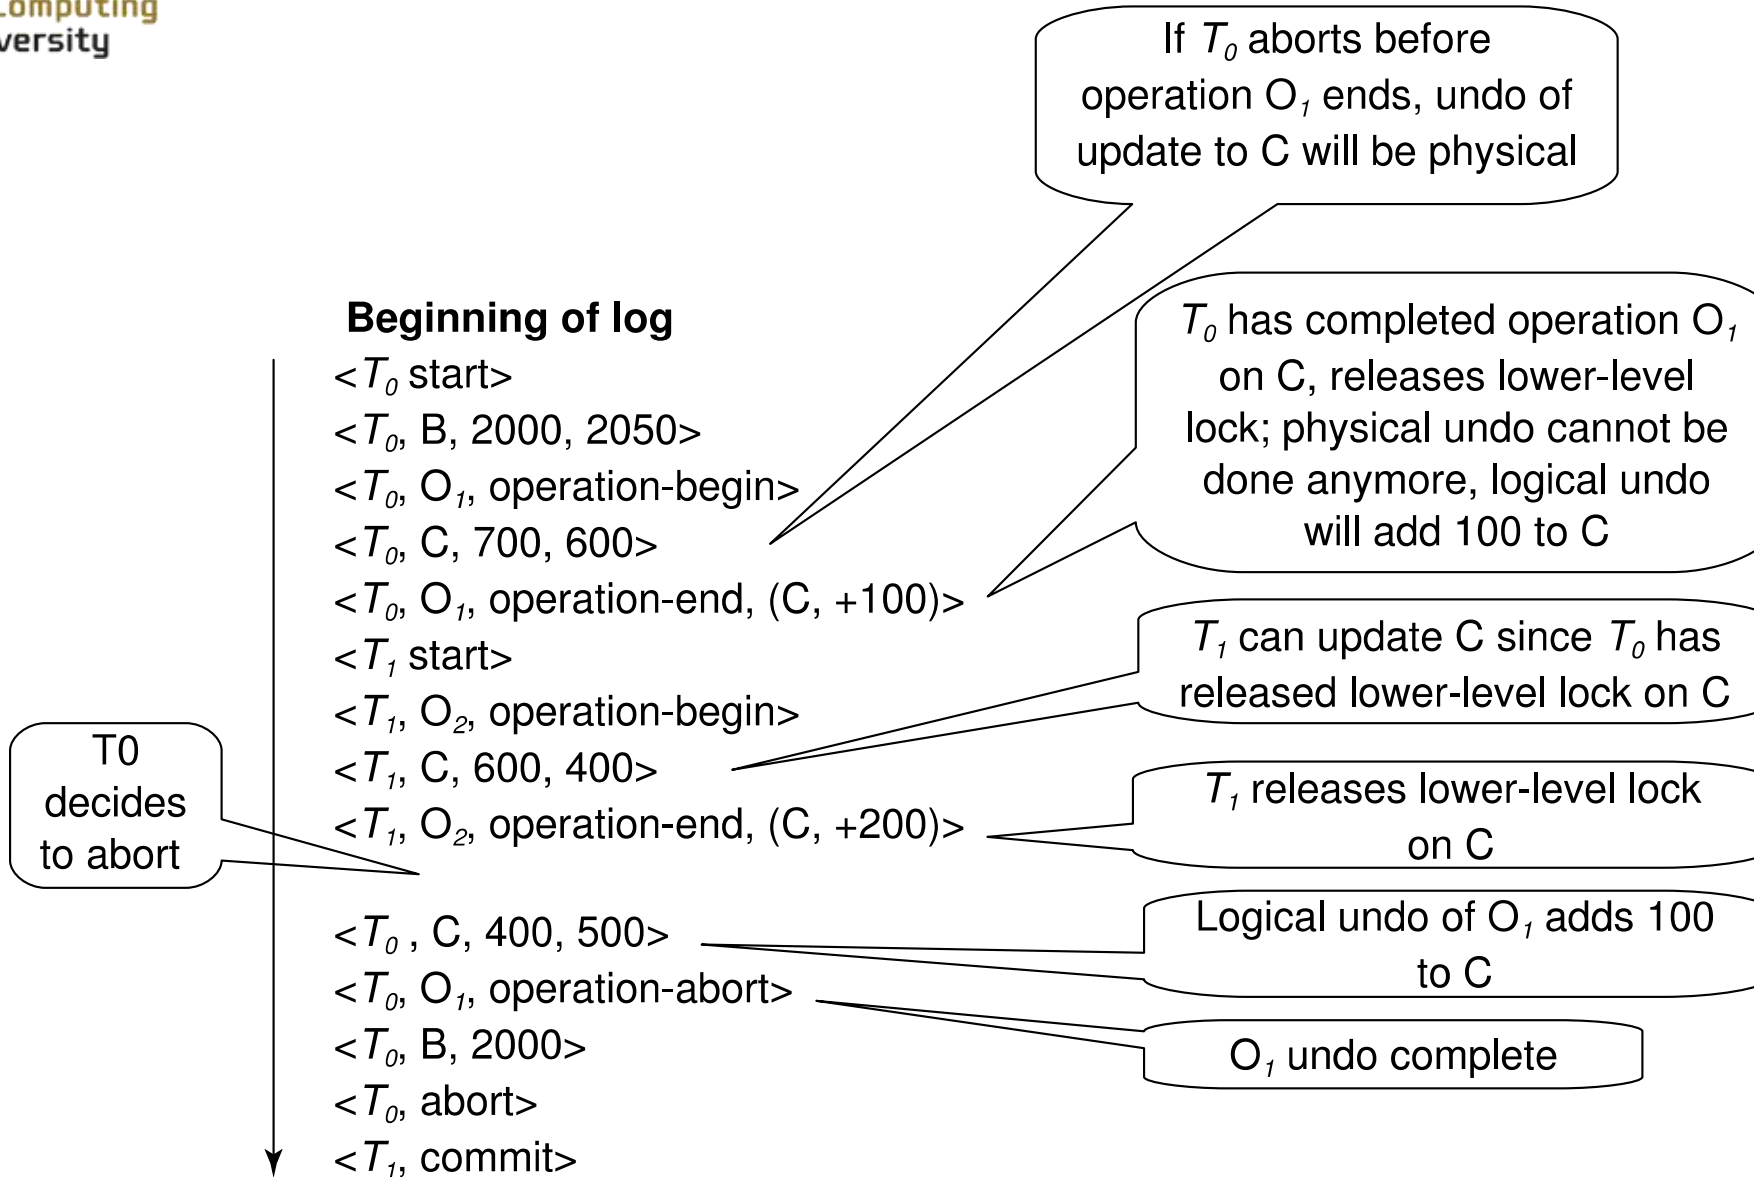 Computing
versity
If T₀ aborts before
operation O₁ ends, undo of
update to C will be physical
Beginning of log
<T₀ start>
<T₀, B, 2000, 2050>
<T₀, O₁, operation-begin>
<T₀, C, 700, 600>
<T₀, O₁, operation-end, (C, +100)>
<T₁ start>
<T₁, O₂, operation-begin>
<T₁, C, 600, 400>
<T₁, O₂, operation-end, (C, +200)>
<T₀ , C, 400, 500>
<T₀, O₁, operation-abort>
<T₀, B, 2000>
<T₀, abort>
<T₁, commit>
T₀ has completed operation O₁
on C, releases lower-level
lock; physical undo cannot be
done anymore, logical undo
will add 100 to C
T₁ can update C since T₀ has
released lower-level lock on C
T0
decides
to abort
T₁ releases lower-level lock
on C
Logical undo of O₁ adds 100
to C
O₁ undo complete